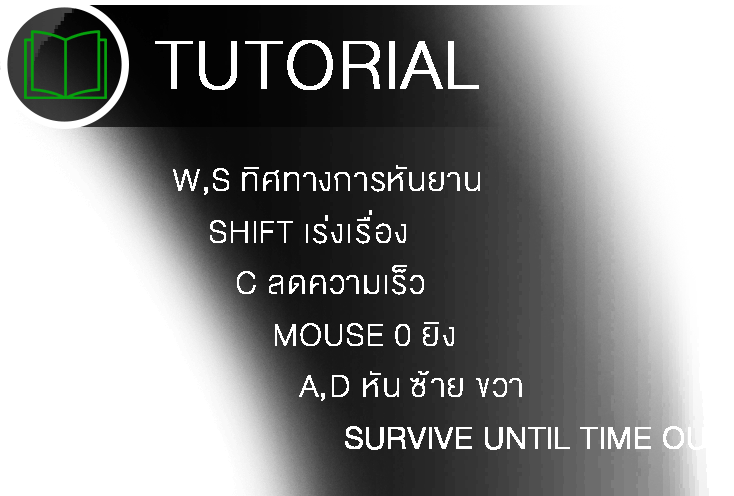 TUTORIAL
W,S ทิศทางการหันยาน
SHIFT เร่งเรื่อง
C ลดความเร็ว
MOUSE 0 ยิง
A,D หัน ซ้าย ขวา
SURVIVE UNTIL TIME OU